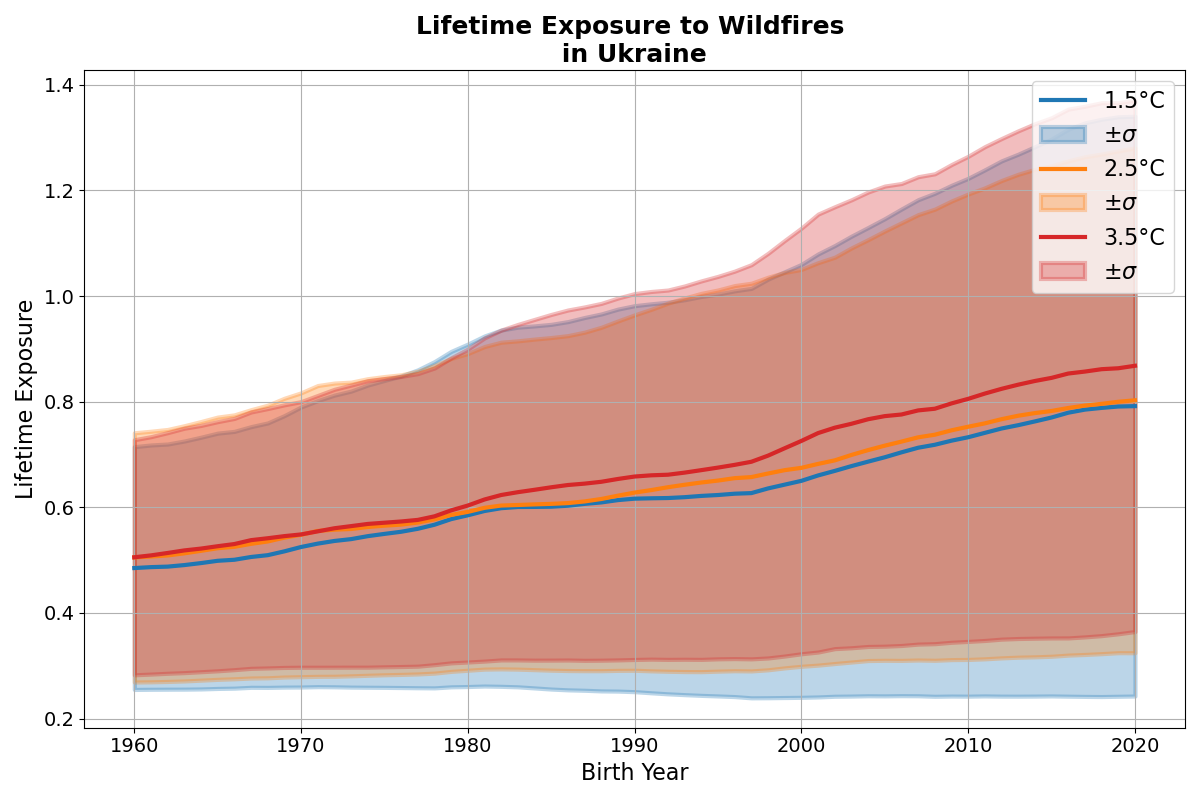 Lifetime Exposure to Wildfires
in Ukraine
Lifetime Exposure
1.4
1.2
1.0
0.8
0.6
0.4
0.2
1960
1970
1980
1990
2000
2010
2020
Birth Year
1.5°C
±σ
2.5°C
±σ
3.5°C
±σ